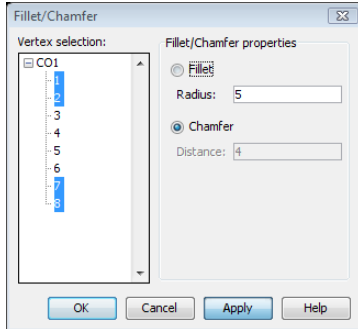 Fillet/Chamfer
Vertex selection:
CO1
1
2
3
4
5
6
7
8
Fillet/Chamfer properties
Fillet
Radius: 5
Chamfer
Distance: 4
OK Cancel Apply Help